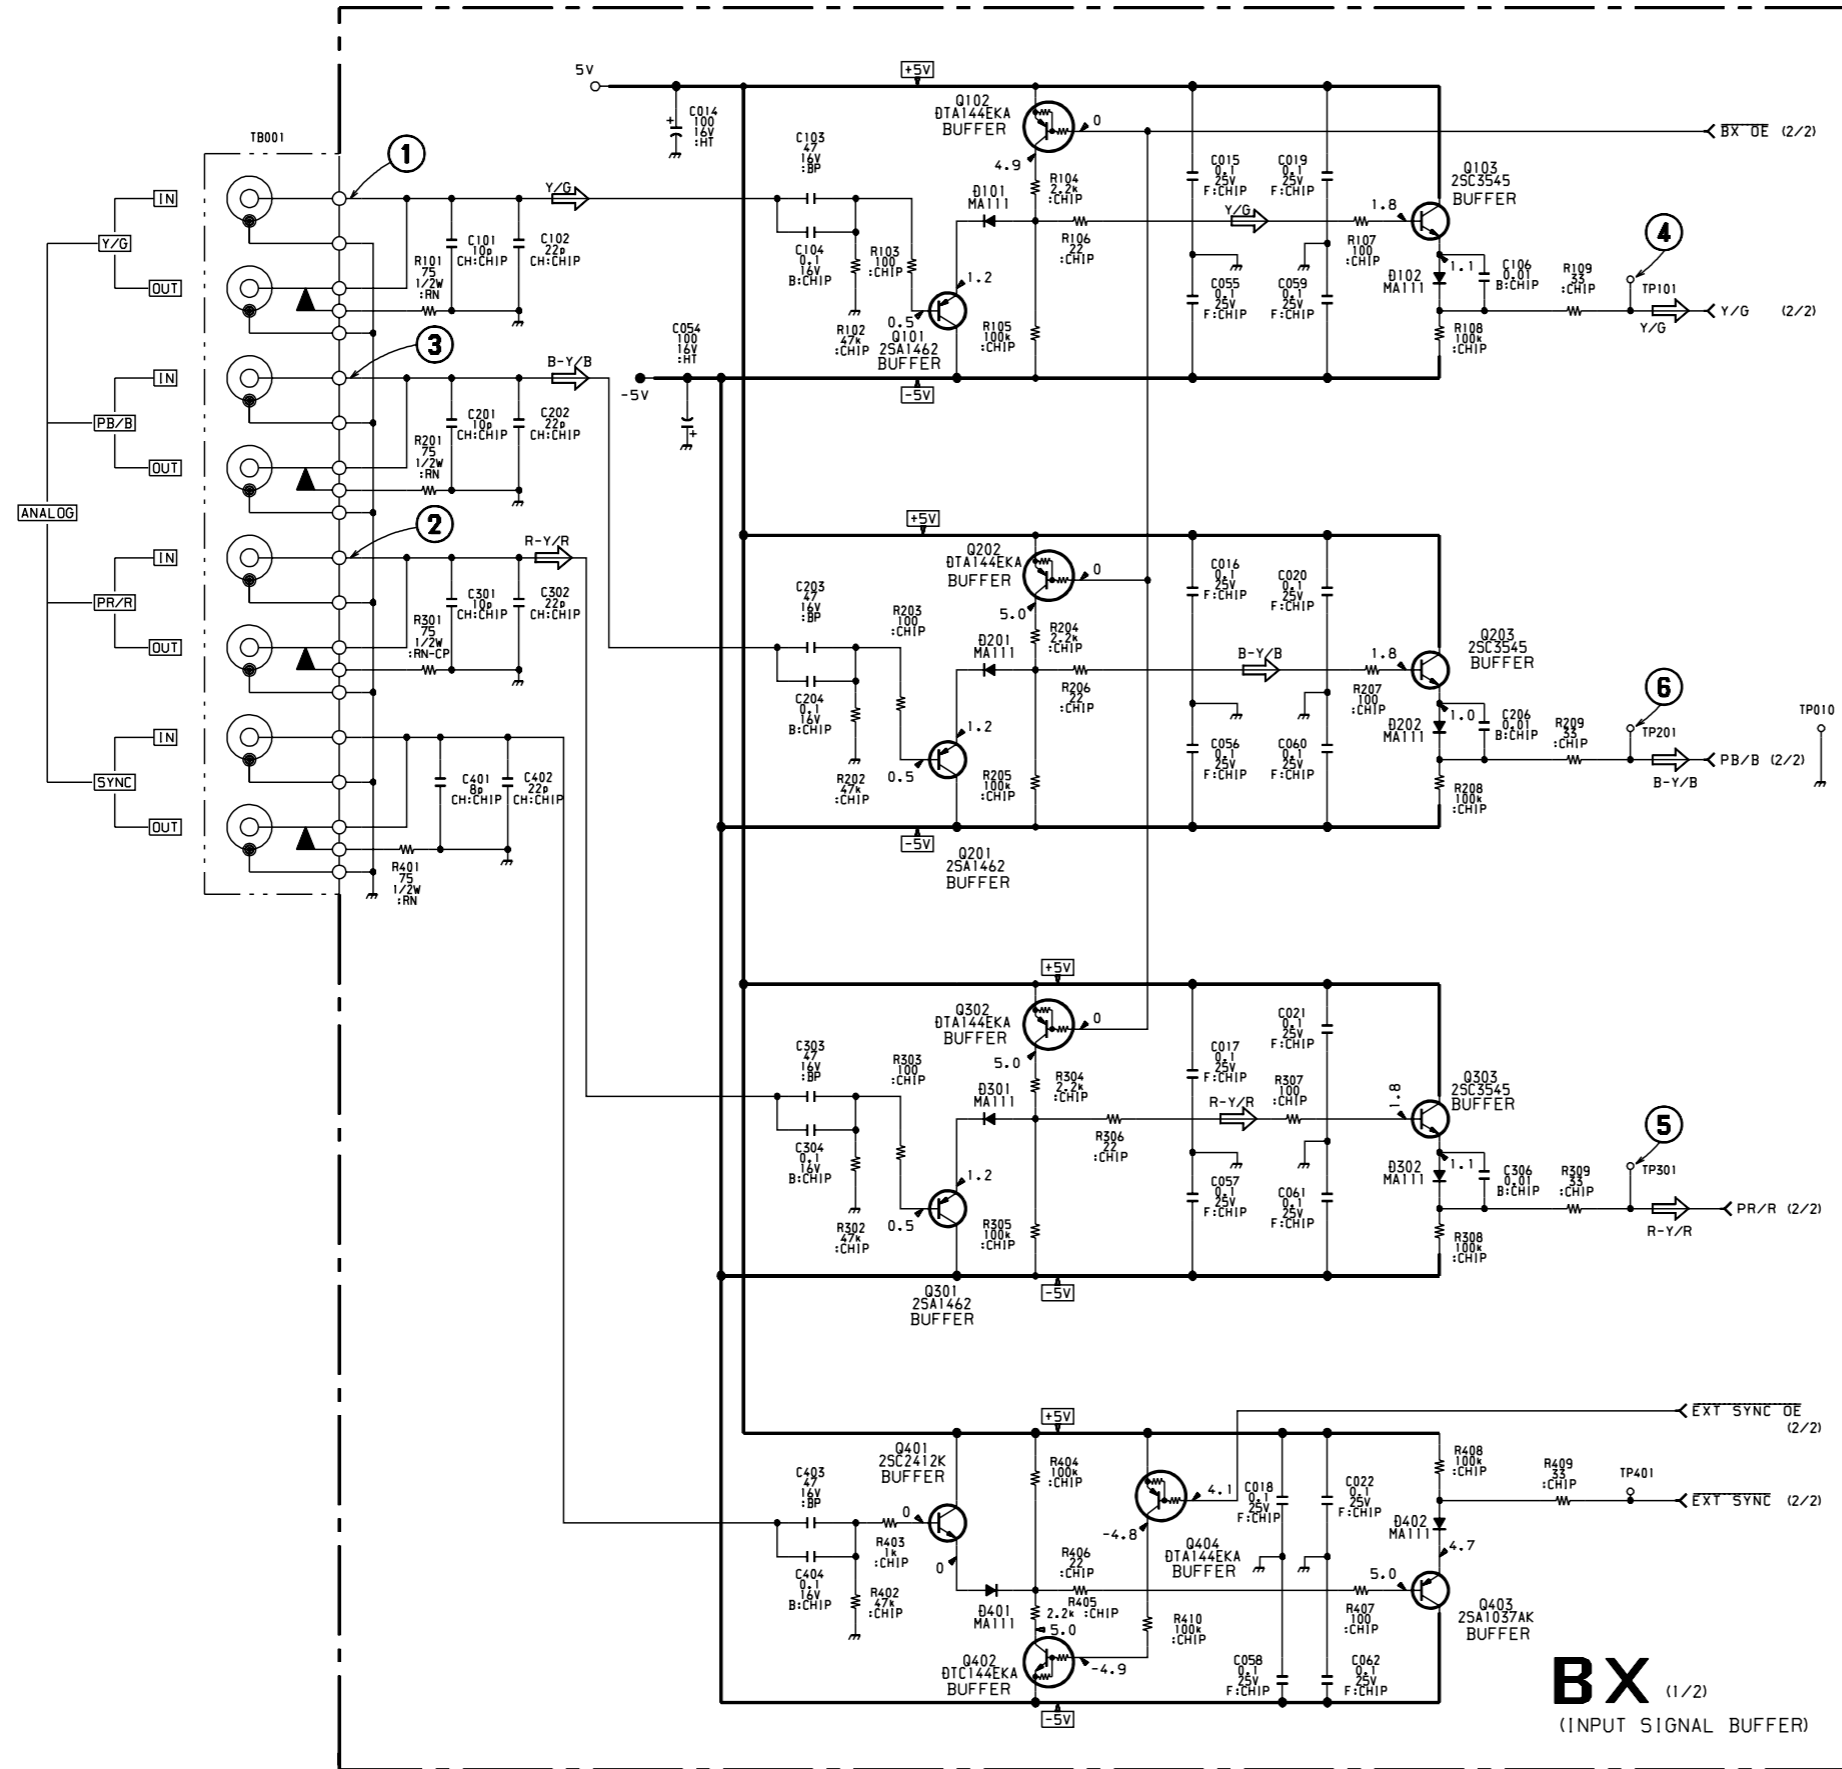 TB001
ANALOG
IN
Y/G
OUT
IN
PB/B
OUT
IN
PR/R
OUT
IN
SYNC
OUT
1
3
2
R101
75
1/2W
:RN
C101
10p
CH:CHIP
C102
22p
CH:CHIP
Y/G
R201
75
1/2W
:RN
C201
10p
CH:CHIP
C202
22p
CH:CHIP
B-Y/B
R301
75
1/2W
:RN-CP
C301
10p
CH:CHIP
C302
22p
CH:CHIP
R-Y/R
R401
75
1/2W
:RN
C401
8p
CH:CHIP
C402
22p
CH:CHIP
5V
C014
100
16V
:HT
+
C054
100
16V
:HT
-5V
+
+5V
C103
47
16V
:BP
C104
0.1
16V
B:CHIP
R102
47k
:CHIP
R103
100
:CHIP
0.5
Q101
2SA1462
BUFFER
1.2
Q102
DTA144EKA
BUFFER
0
4.9
D101
MA111
R104
2.2k
:CHIP
R105
100k
:CHIP
R106
22
:CHIP
C015
0.1
25V
F:CHIP
C019
0.1
25V
F:CHIP
Y/G
C055
0.1
25V
F:CHIP
C059
0.1
25V
F:CHIP
R107
100
:CHIP
1.8
Q103
2SC3545
BUFFER
1.1
D102
MA111
C106
0.01
B:CHIP
R108
100k
:CHIP
R109
33
:CHIP
4
TP101
Y/G
Y/G (2/2)
BX OE (2/2)
-5V
+5V
C203
47
16V
:BP
C204
0.1
16V
B:CHIP
R202
47k
:CHIP
R203
100
:CHIP
0.5
Q201
2SA1462
BUFFER
1.2
Q202
DTA144EKA
BUFFER
0
5.0
D201
MA111
R204
2.2k
:CHIP
R205
100k
:CHIP
R206
22
:CHIP
C016
0.1
25V
F:CHIP
C020
0.1
25V
F:CHIP
B-Y/B
C056
0.1
25V
F:CHIP
C060
0.1
25V
F:CHIP
R207
100
:CHIP
1.8
Q203
2SC3545
BUFFER
1.0
D202
MA111
C206
0.01
B:CHIP
R208
100k
:CHIP
R209
33
:CHIP
6
TP201
B-Y/B
PB/B (2/2)
TP010
-5V
+5V
C303
47
16V
:BP
C304
0.1
16V
B:CHIP
R302
47k
:CHIP
R303
100
:CHIP
0.5
Q301
2SA1462
BUFFER
1.2
Q302
DTA144EKA
BUFFER
0
5.0
D301
MA111
R304
2.2k
:CHIP
R305
100k
:CHIP
R306
22
:CHIP
C017
0.1
25V
F:CHIP
C021
0.1
25V
F:CHIP
R-Y/R
R307
100
:CHIP
C057
0.1
25V
F:CHIP
C061
0.1
25V
F:CHIP
1.8
Q303
2SC3545
BUFFER
1.1
D302
MA111
C306
0.01
B:CHIP
R308
100k
:CHIP
R309
33
:CHIP
5
TP301
R-Y/R
PR/R (2/2)
-5V
+5V
C403
47
16V
:BP
C404
0.1
16V
B:CHIP
R402
47k
:CHIP
R403
1k
:CHIP
Q401
2SC2412K
BUFFER
0
0
D401
MA111
R404
100k
:CHIP
R405
2.2k :CHIP
5.0
Q402
DTC144EKA
BUFFER
-4.9
R406
22
:CHIP
4.1
-4.8
Q404
DTA144EKA
BUFFER
R410
100k
:CHIP
C018
0.1
25V
F:CHIP
C022
0.1
25V
F:CHIP
C058
0.1
25V
F:CHIP
C062
0.1
25V
F:CHIP
R407
100
:CHIP
5.0
Q403
2SA1037AK
BUFFER
4.7
D402
MA111
R408
100k
:CHIP
R409
33
:CHIP
TP401
EXT SYNC OE
(2/2)
EXT SYNC (2/2)
-5V
BX (1/2)
(INPUT SIGNAL BUFFER)